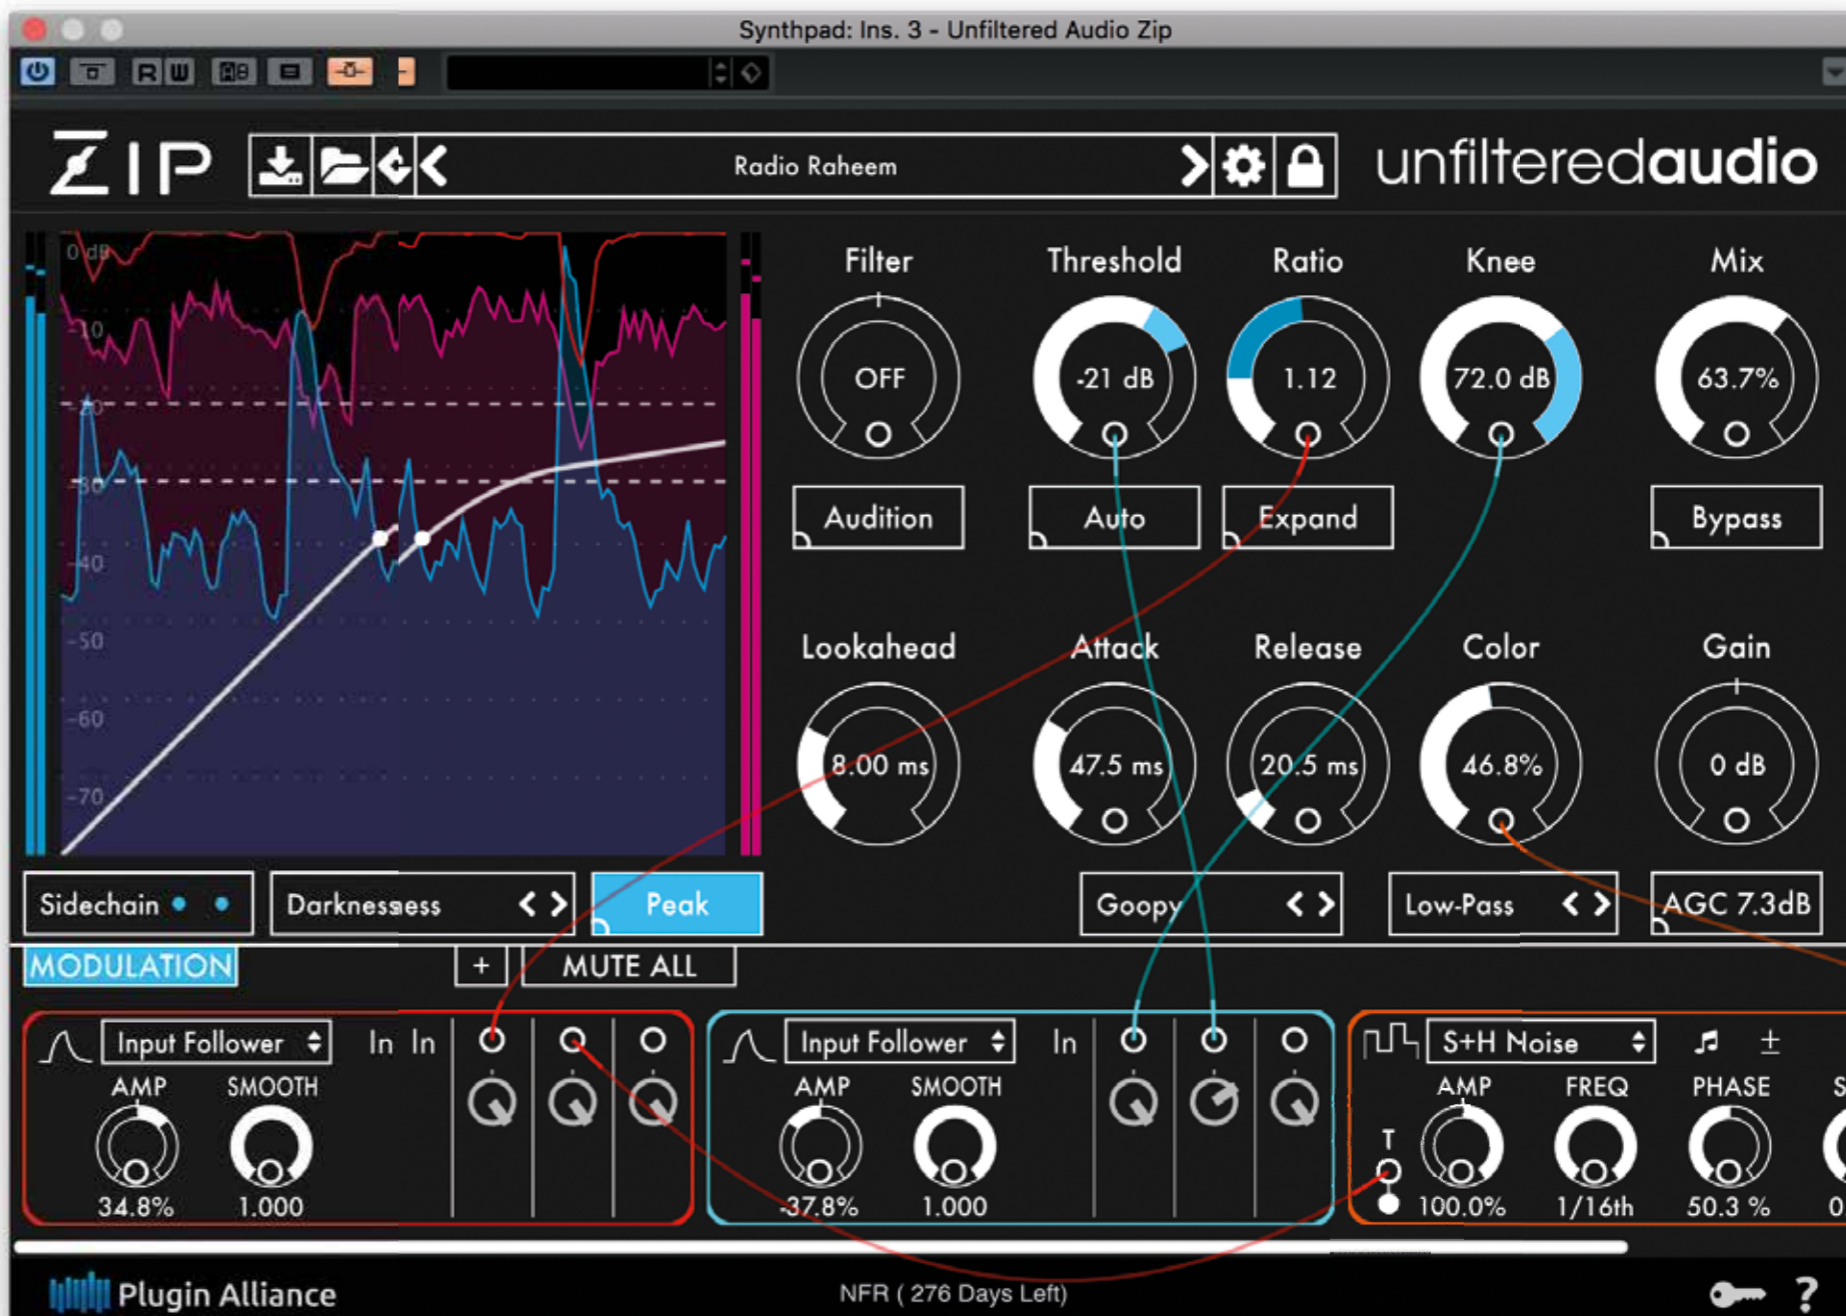 Synthpad: Ins. 3 - Unfiltered Audio Zip
R W
ZIP
Radio Raheem
unfilteredaudio
0 dB
-10
-20
-30
-40
-50
-60
-70
Filter Threshold Ratio Knee Mix
OFF -21 dB 1.12 72.0 dB 63.7%
Audition Auto Expand Bypass
Lookahead Attack Release Color Gain
8.00 ms 47.5 ms 20.5 ms 46.8% 0 dB
Sidechain Darknessness Peak Goopy Low-Pass AGC 7.3dB
MODULATION + MUTE ALL
Input Follower In In Input Follower In S+H Noise ±
AMP SMOOTH AMP SMOOTH AMP FREQ PHASE S
T
34.8% 1.000 -37.8% 1.000 100.0% 1/16th 50.3 % 0.
Plugin Alliance NFR ( 276 Days Left) ?